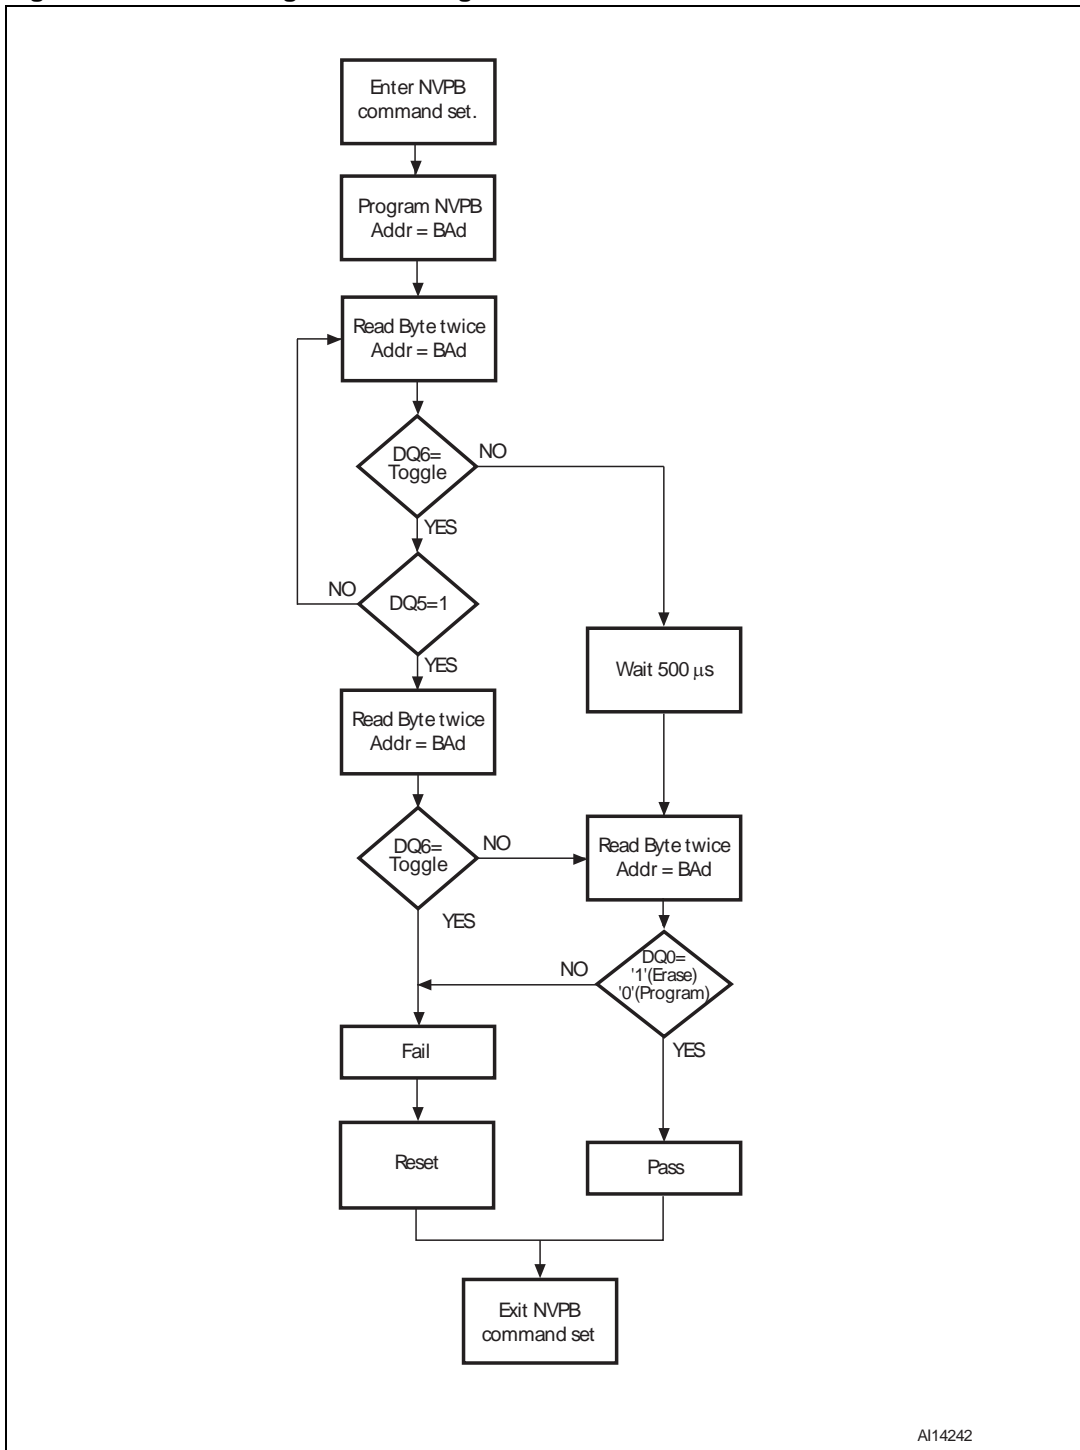 Enter NVPB
command set.
Program NVPB
Addr = BAd
Read Byte twice
Addr = BAd
DQ6=
Toggle
NO
YES
DQ5=1
NO
YES
Wait 500 µs
Read Byte twice
Addr = BAd
DQ6=
Toggle
NO
YES
Read Byte twice
Addr = BAd
DQ0=
'1'(Erase)
'0'(Program)
NO
YES
Fail
Reset
Pass
Exit NVPB
command set
AI14242